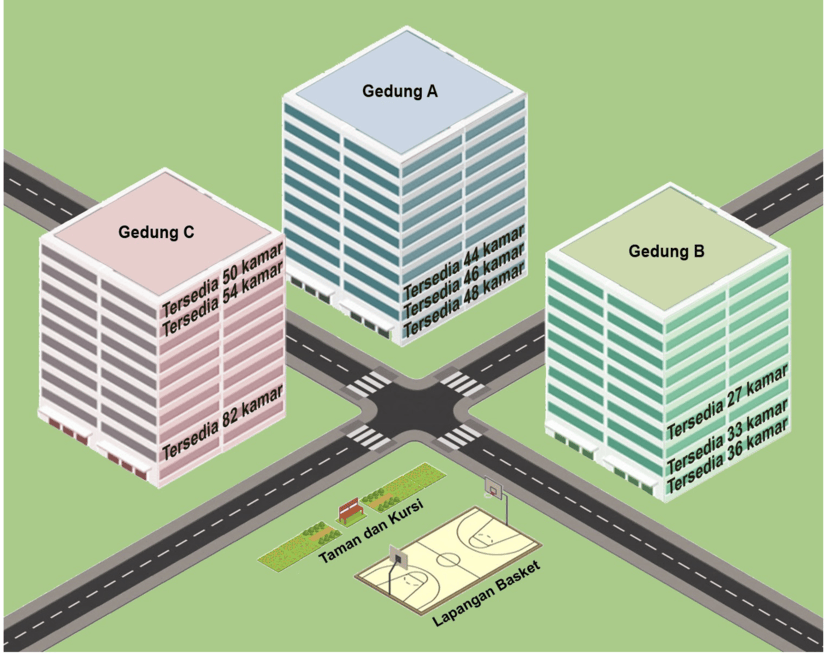 Gedung A
Gedung C
Gedung B
Tersedia 50 kamar
Tersedia 54 kamar
Tersedia 82 kamar
Tersedia 44 kamar
Tersedia 46 kamar
Tersedia 48 kamar
Tersedia 27 kamar
Tersedia 33 kamar
Tersedia 36 kamar
Taman dan Kursi
Lapangan Basket